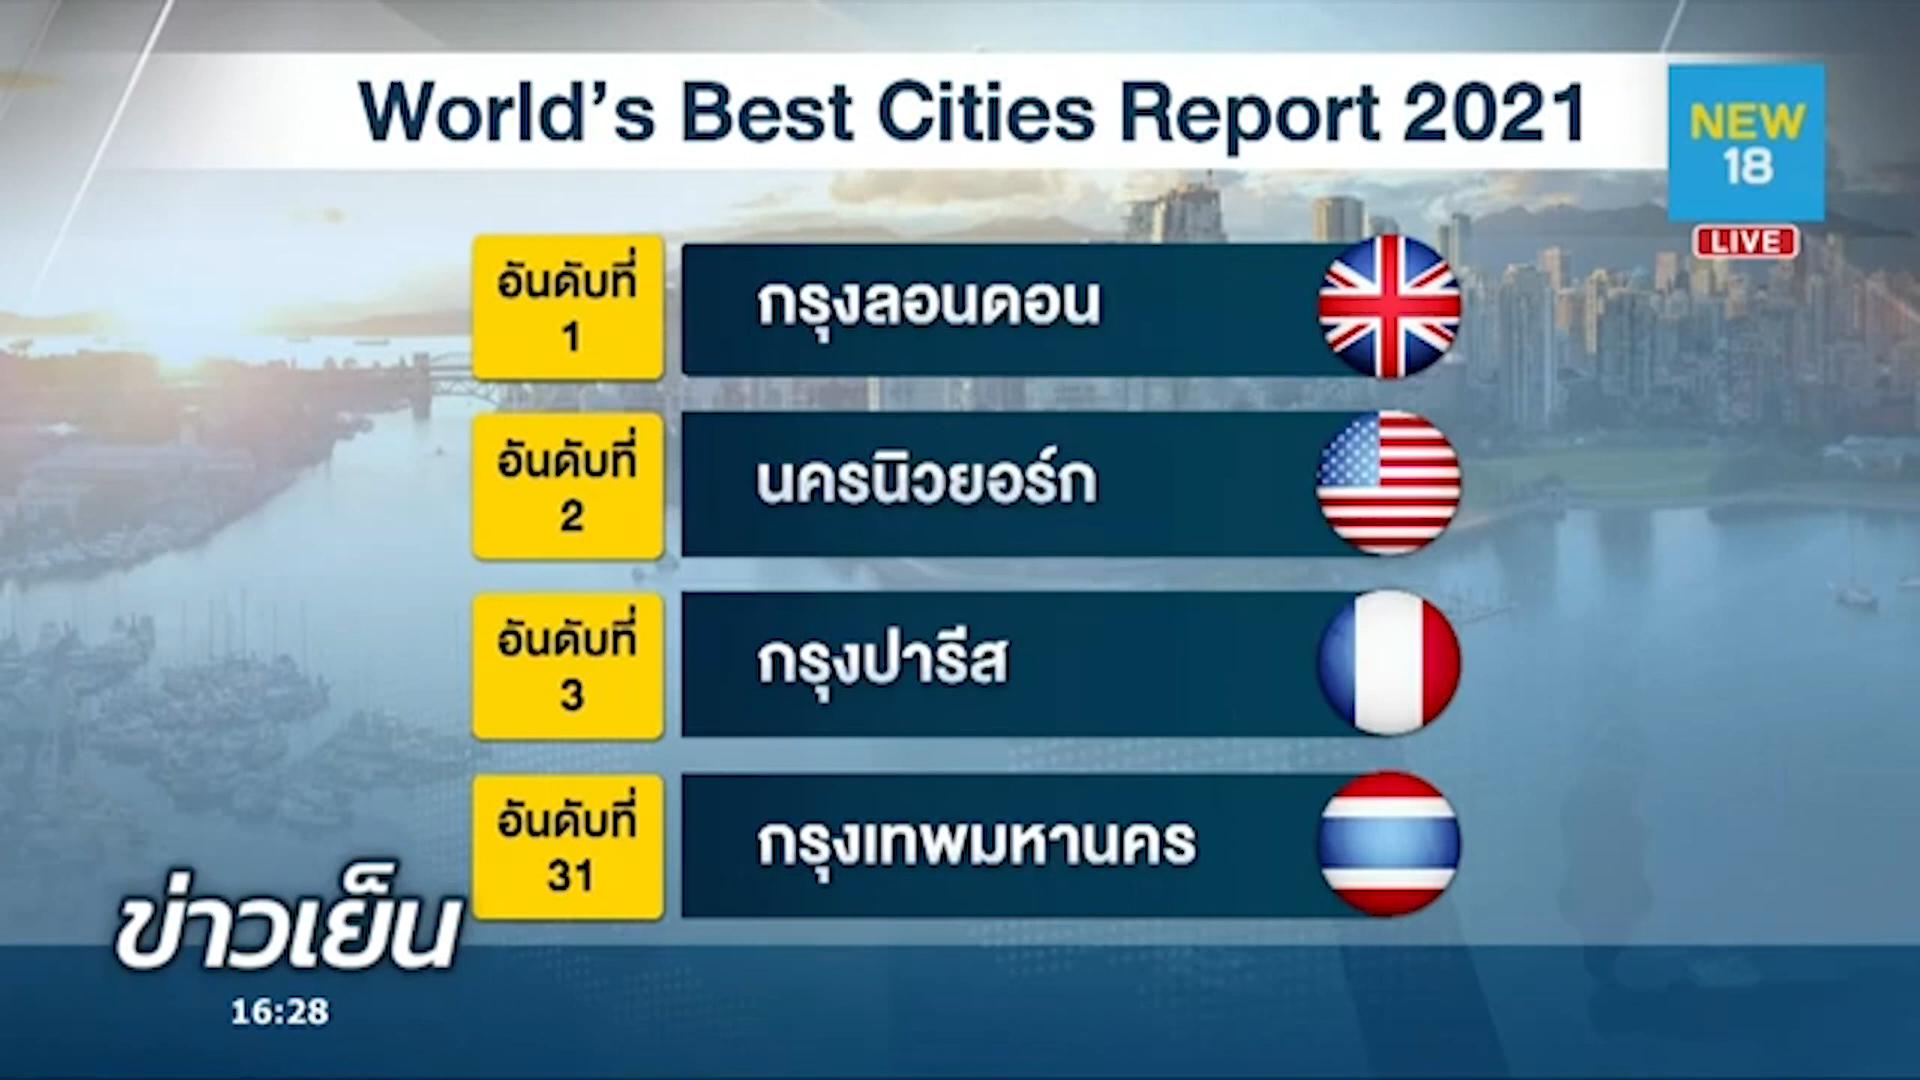 World's Best Cities Report 2021
NEW
18
LIVE
อันดับที่
1
กรุงลอนดอน
อันดับที่
2
นครนิวยอร์ก
อันดับที่
3
กรุงปารีส
อันดับที่
31
กรุงเทพมหานคร
ข่าวเย็น
16:28